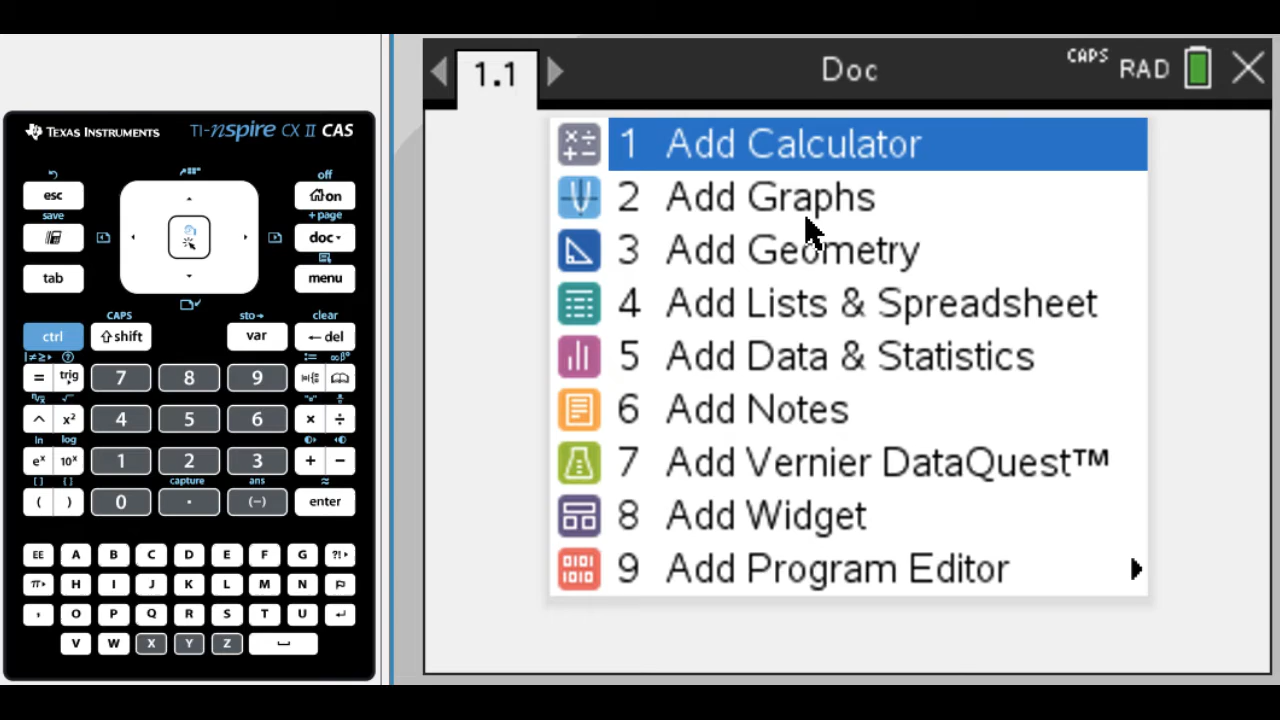 1.1 Doc CAPS RAD
1 Add Calculator
2 Add Graphs
3 Add Geometry
4 Add Lists & Spreadsheet
5 Add Data & Statistics
6 Add Notes
7 Add Vernier DataQuest™
8 Add Widget
9 Add Program Editor
TEXAS INSTRUMENTS TI-nspire CX II CAS
off
esc on
save + page
doc
tab menu
CAPS sto→ clear
ctrl shift var ← del
= trig 7 8 9
^ x² 4 5 6 × ÷
ln log
eˣ 10ˣ 1 2 3 + −
[] {} capture ans ≈
( ) 0 . (−) enter
EE A B C D E F G ?!
π H I J K L M N
, O P Q R S T U
V W X Y Z